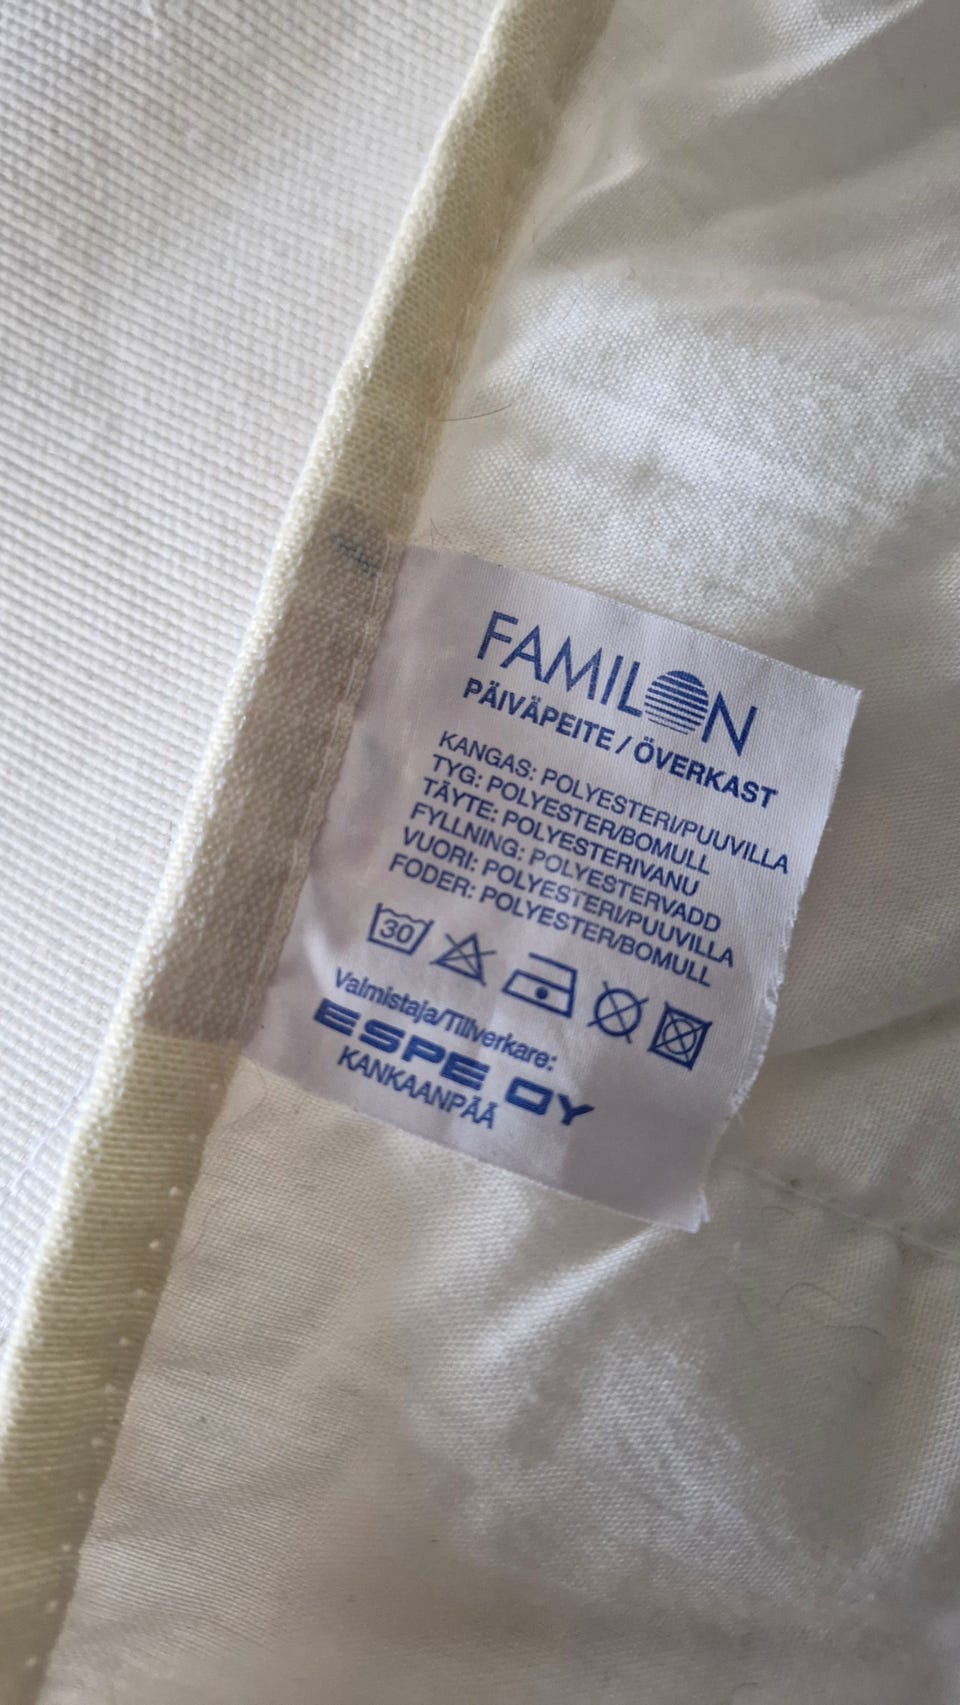 FAMILON
PÄIVÄPEITE / ÖVERKAST
KANGAS: POLYESTERI/PUUVILLA
TYG: POLYESTER/BOMULL
TÄYTE: POLYESTERIVANU
FYLLNING: POLYESTERVADD
VUORI: POLYESTERI/PUUVILLA
FODER: POLYESTER/BOMULL
30
Valmistaja/Tillverkare:
ESPE OY
KANKAANPÄÄ